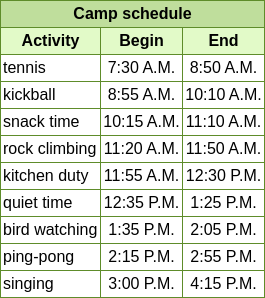 Camp schedule
Activity Begin End
tennis 7:30 A.M. 8:50 A.M.
kickball 8:55 A.M. 10:10 A.M.
snack time 10:15 A.M. 11:10 A.M.
rock climbing 11:20 A.M. 11:50 A.M.
kitchen duty 11:55 A.M. 12:30 P.M.
quiet time 12:35 P.M. 1:25 P.M.
bird watching 1:35 P.M. 2:05 P.M.
ping-pong 2:15 P.M. 2:55 P.M.
singing 3:00 P.M. 4:15 P.M.